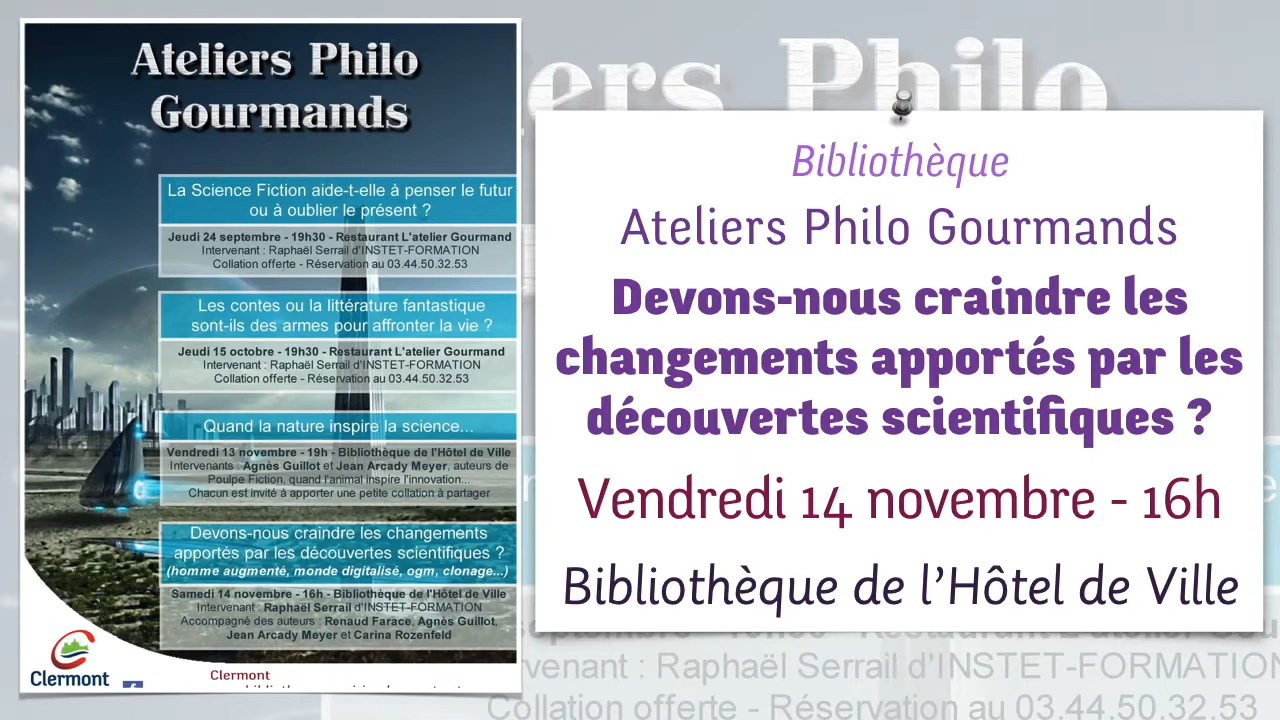 Ateliers Philo
Gourmands
La Science Fiction aide-t-elle à penser le futur
ou à oublier le présent ?
Jeudi 24 septembre - 19h30 - Restaurant L'atelier Gourmand
Intervenant : Raphaël Serrail d'INSTET-FORMATION
Collation offerte - Réservation au 03.44.50.32.53
Les contes ou la littérature fantastique
sont-ils des armes pour affronter la vie ?
Jeudi 15 octobre - 19h30 - Restaurant L'atelier Gourmand
Intervenant : Raphaël Serrail d'INSTET-FORMATION
Collation offerte - Réservation au 03.44.50.32.53
Quand la nature inspire la science...
Vendredi 13 novembre - 19h - Bibliothèque de l'Hôtel de Ville
Intervenants : Agnès Guillot et Jean Arcady Meyer, auteurs de
Poulpe Fiction, quand l'animal inspire l'innovation...
Chacun est invité à apporter une petite collation à partager
Devons-nous craindre les changements
apportés par les découvertes scientifiques ?
(homme augmenté, monde digitalisé, ogm, clonage...)
Samedi 14 novembre - 16h - Bibliothèque de l'Hôtel de Ville
Intervenant : Raphaël Serrail d'INSTET-FORMATION
Accompagné des auteurs : Renaud Farace, Agnès Guillot,
Jean Arcady Meyer et Carina Rozenfeld
Clermont
Clermont
iers Philo
Bibliothèque
Ateliers Philo Gourmands
Devons-nous craindre les
changements apportés par les
découvertes scientifiques ?
Vendredi 14 novembre - 16h
Bibliothèque de l'Hôtel de Ville
rvenant : Raphaël Serrail d'INSTET-FORMATION
Collation offerte - Réservation au 03.44.50.32.53